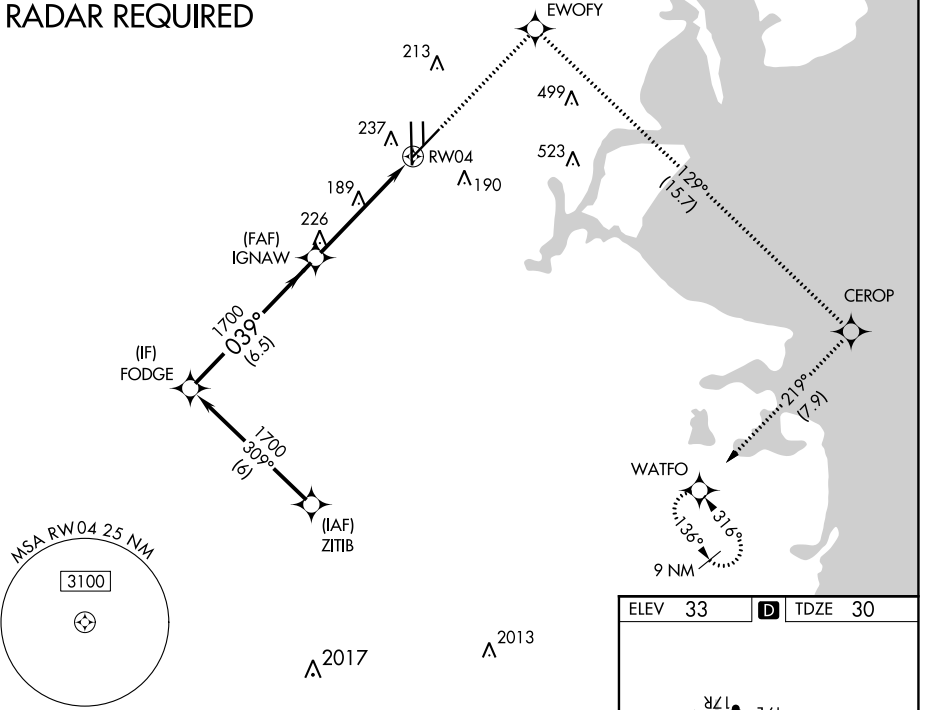 RADAR REQUIRED
EWOFY
213
499
237
RW04
523
129°
(15.7)
190
189
226
(FAF)
IGNAW
CEROP
1700
039°
(6.5)
(IF)
FODGE
219°
(7.9)
1700
309°
(6)
WATFO
(IAF)
ZITIB
316°
136°
9 NM
MSA RW04 25 NM
3100
ELEV 33
D
TDZE 30
2017
2013
17R